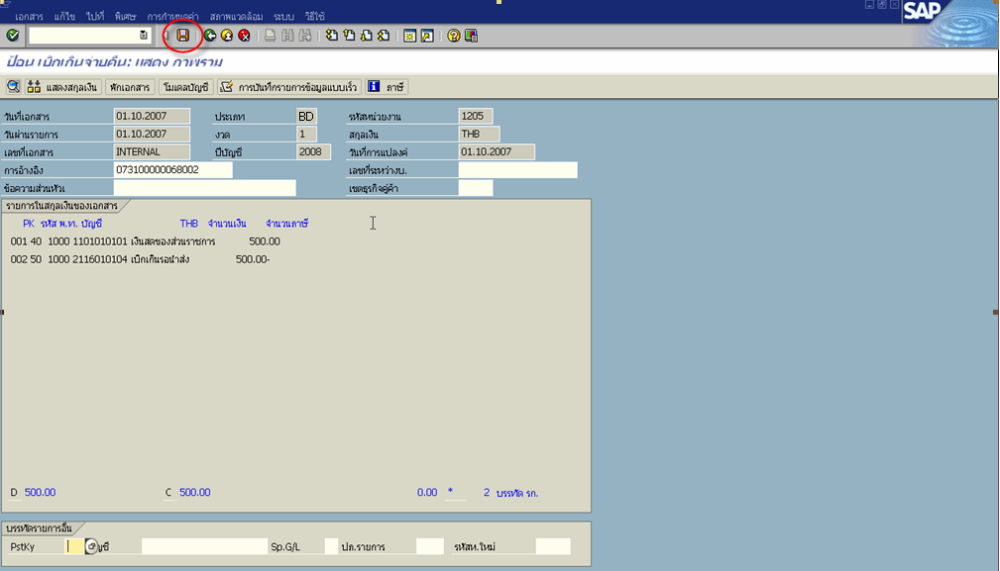 เอกสาร แก้ไข ไปที่ พิเศษ การกำหนดค่า สภาพแวดล้อม ระบบ วิธีใช้
SAP
ป้อน เบิกเกินจ่ายคืน: แสดง ภาพรวม
แสดงสกุลเงิน พักเอกสาร โมเดลบัญชี การบันทึกรายการข้อมูลแบบเร็ว ภาษี
วันที่เอกสาร 01.10.2007 ประเภท BD รหัสหน่วยงาน 1205
วันผ่านรายการ 01.10.2007 งวด 1 สกุลเงิน THB
เลขที่เอกสาร INTERNAL ปีบัญชี 2008 วันที่การแปลงค่ 01.10.2007
การอ้างอิง 073100000068002 เลขที่ระหว่างบ.
ข้อความส่วนหัวเ เขตธุรกิจคู่ค้า
รายการในสกุลเงินของเอกสาร
PK รหัส พ.ท. บัญชี THB จำนวนเงิน จำนวนภาษี
001 40 1000 1101010101 เงินสดของส่วนราชการ 500.00
002 50 1000 2116010104 เบิกเกินรอนำส่ง 500.00-
D 500.00 C 500.00 0.00 * 2 บรรทัด รก.
บรรทัดรายการอื่น
PstKy ัญชี Sp.G/L ปภ.รายการ รหัสห.ใหม่